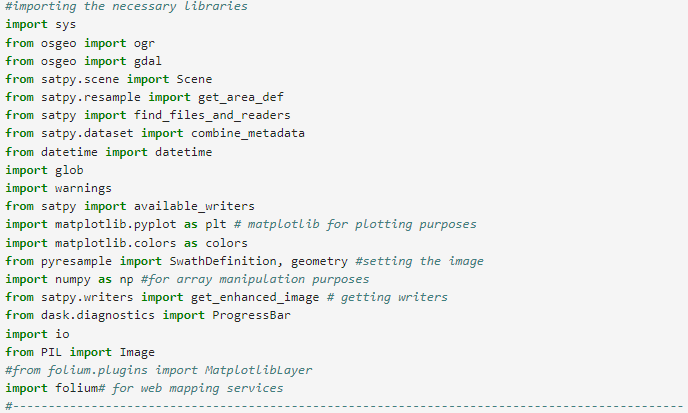 #importing the necessary libraries
import sys
from osgeo import ogr
from osgeo import gdal
from satpy.scene import Scene
from satpy.resample import get_area_def
from satpy import find_files_and_readers
from satpy.dataset import combine_metadata
from datetime import datetime
import glob
import warnings
from satpy import available_writers
import matplotlib.pyplot as plt # matplotlib for plotting purposes
import matplotlib.colors as colors
from pyresample import SwathDefinition, geometry #setting the image
import numpy as np #for array manipulation purposes
from satpy.writers import get_enhanced_image # getting writers
from dask.diagnostics import ProgressBar
import io
from PIL import Image
#from folium.plugins import MatplotlibLayer
import folium# for web mapping services
#----------------------------------------------------------------------------------------------